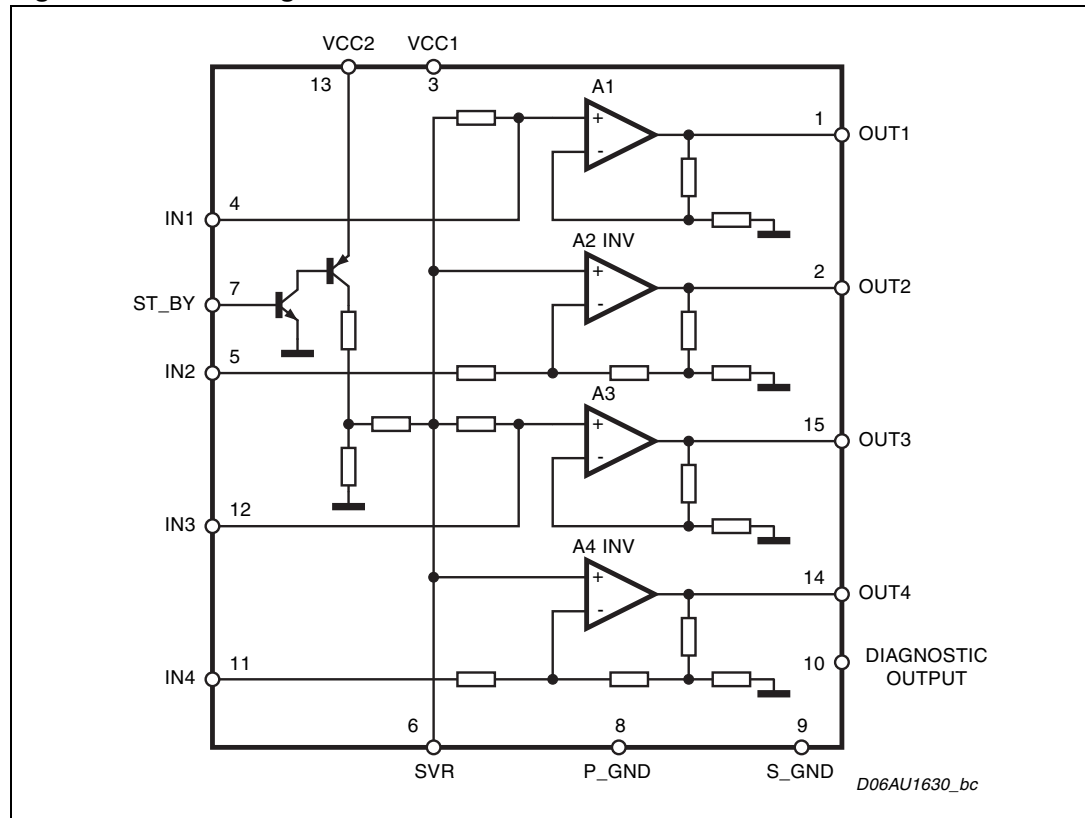 VCC2 VCC1
13 3
A1
+
-
1 OUT1
4
IN1
A2 INV
+
-
2 OUT2
7
ST_BY
5
IN2
A3
+
-
15 OUT3
12
IN3
A4 INV
+
-
14 OUT4
11
IN4
10 DIAGNOSTIC
OUTPUT
6 8 9
SVR P_GND S_GND
D06AU1630_bc